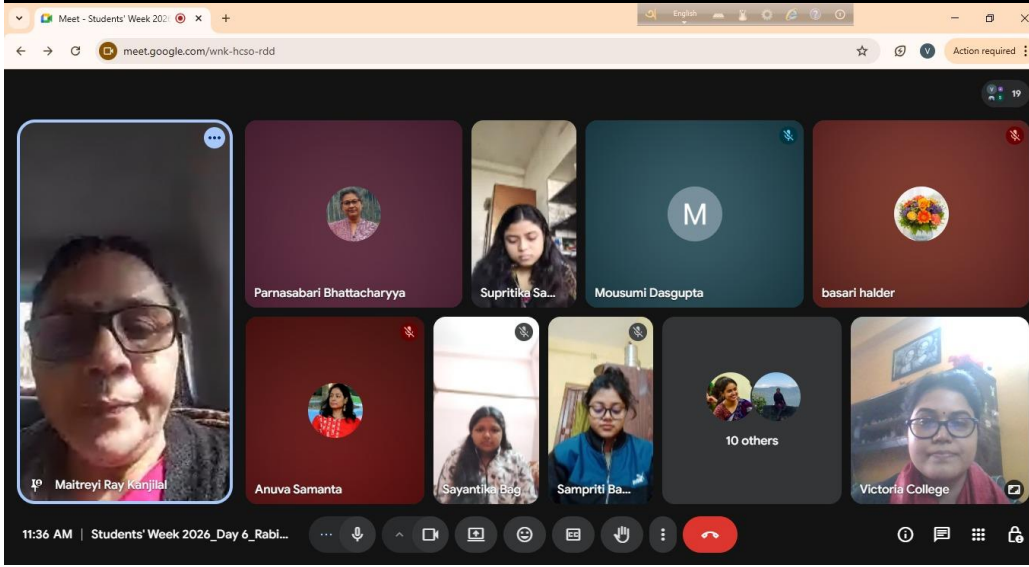 Meet - Students' Week 202
English
meet.google.com/wnk-hcso-rdd
V
Action required
19
Parnasabari Bhattacharyya
Supritika Sa...
M
Mousumi Dasgupta
basari halder
Maitreyi Ray Kanjilal
Anuva Samanta
Sayantika Bag
Sampriti Ba...
10 others
Victoria College
11:36 AM | Students' Week 2026_Day 6_Rabi...
CC